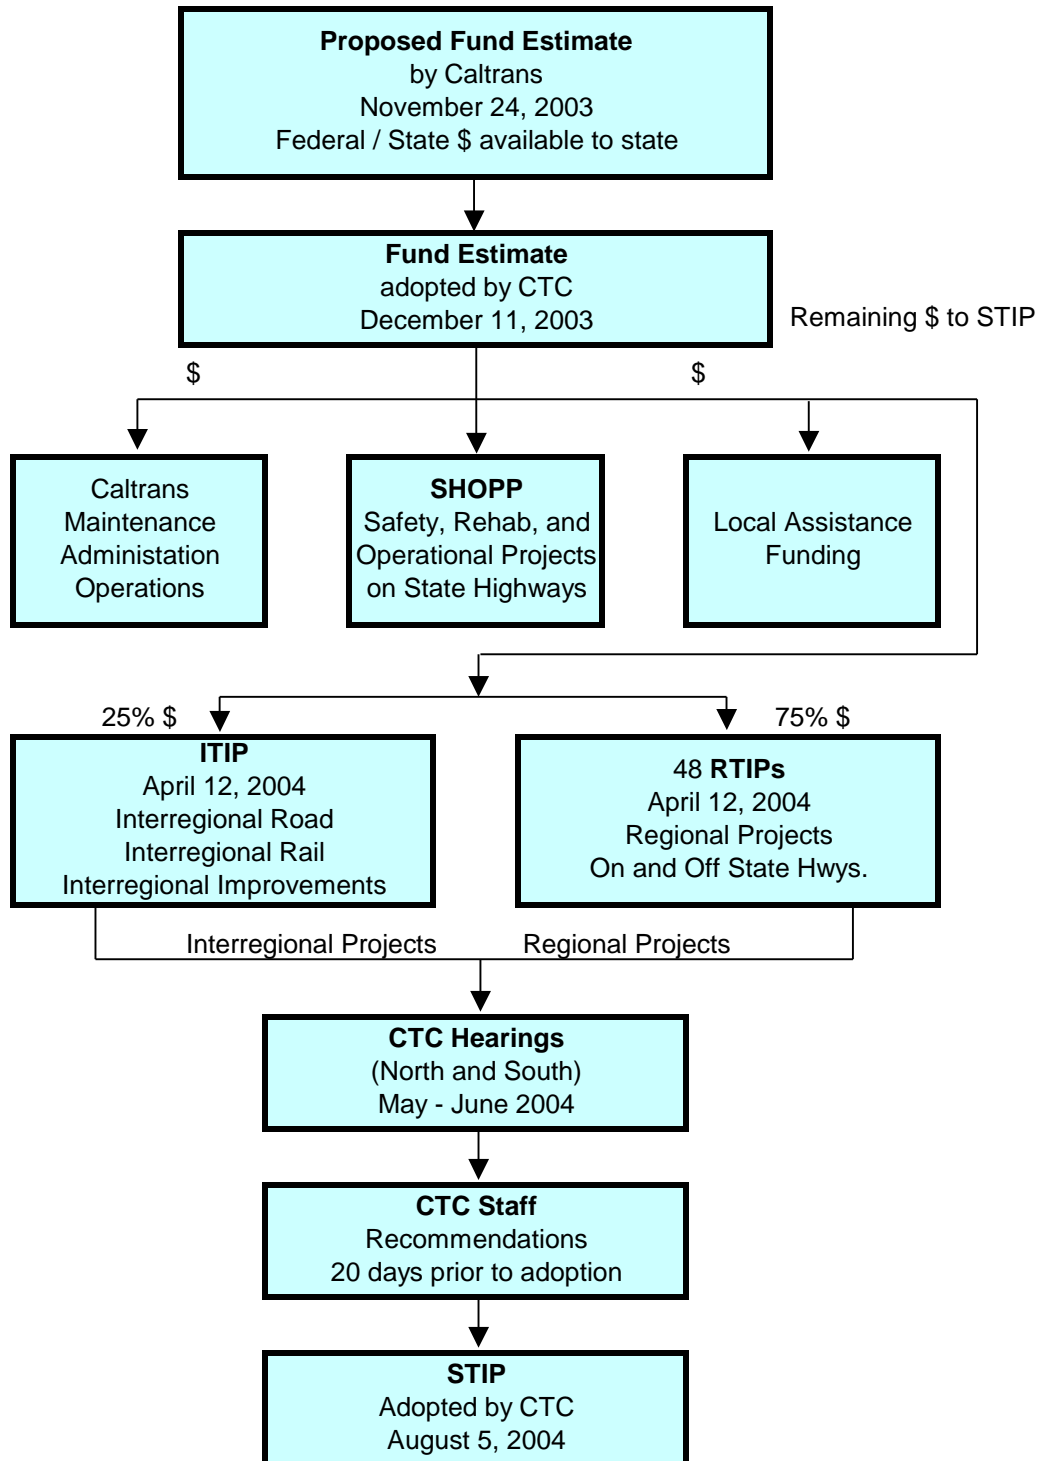 Proposed Fund Estimate
by Caltrans
November 24, 2003
Federal / State $ available to state
Fund Estimate
adopted by CTC
December 11, 2003
Remaining $ to STIP
$
$
Caltrans
Maintenance
Administation
Operations
SHOPP
Safety, Rehab, and
Operational Projects
on State Highways
Local Assistance
Funding
25% $
75% $
ITIP
April 12, 2004
Interregional Road
Interregional Rail
Interregional Improvements
48 RTIPs
April 12, 2004
Regional Projects
On and Off State Hwys.
Interregional Projects
Regional Projects
CTC Hearings
(North and South)
May - June 2004
CTC Staff
Recommendations
20 days prior to adoption
STIP
Adopted by CTC
August 5, 2004